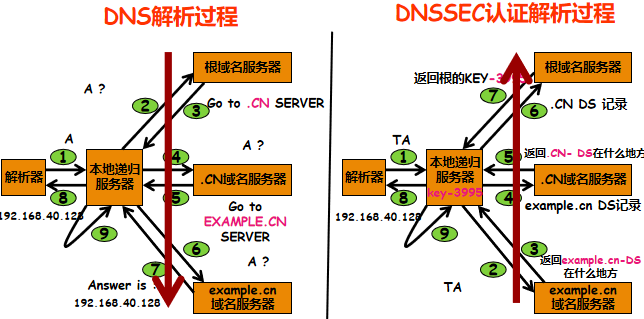 DNS解析过程
根域名服务器
A ?
2
3
Go to .CN SERVER
A
A ?
1
4
解析器
本地递归
服务器
.CN域名服务器
8
5
192.168.40.128
Go to
EXAMPLE.CN
SERVER
9
6
A ?
7
Answer is :
192.168.40.128
example.cn
域名服务器
DNSSEC认证解析过程
根域名服务器
返回根的KEY-3995
7
6
.CN DS 记录
TA
1
5
返回.CN- DS在什么地方
解析器
本地递归
服务器
key-3995
.CN域名服务器
8
4
192.168.40.128
example.cn DS记录
9
3
返回example.cn-DS
在什么地方
2
TA
example.cn
域名服务器